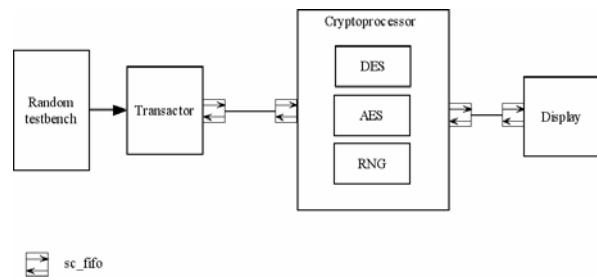 Cryptoprocessor
Random
testbench
Transactor
DES
AES
RNG
Display
sc_fifo